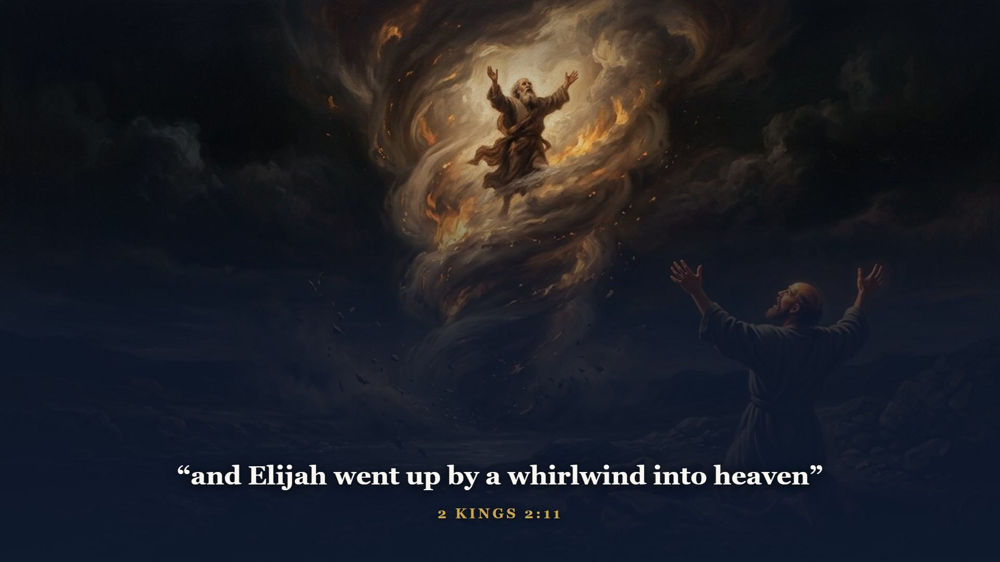 “and Elijah went up by a whirlwind into heaven”
2 KINGS 2:11